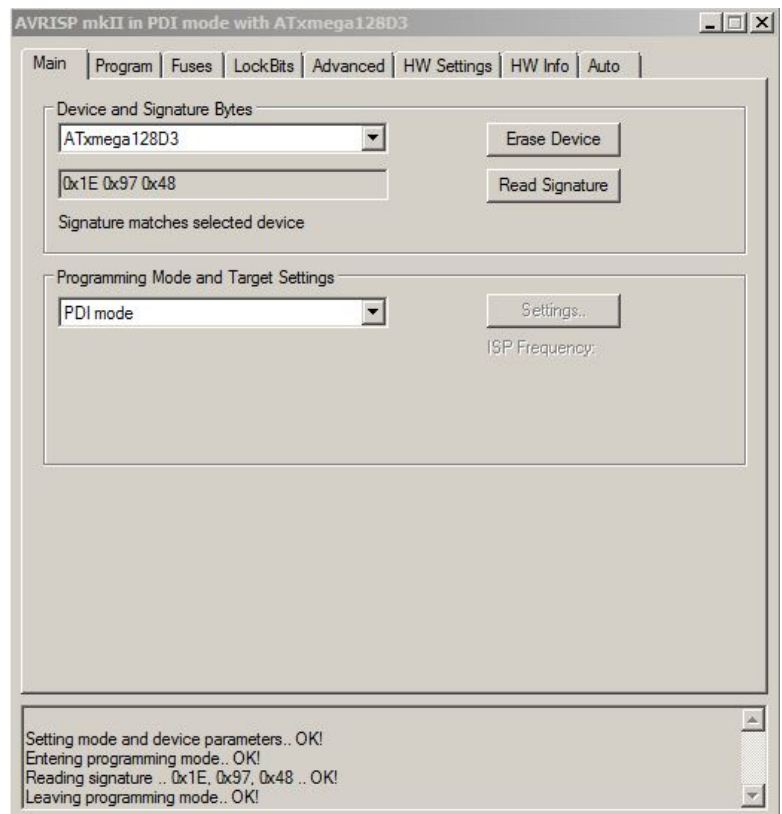 AVRISP mkII in PDI mode with ATxmega128D3
Main Program Fuses LockBits Advanced HW Settings HW Info Auto
Device and Signature Bytes
ATxmega128D3 Erase Device
0x1E 0x97 0x48 Read Signature
Signature matches selected device
Programming Mode and Target Settings
PDI mode Settings..
ISP Frequency:
Setting mode and device parameters.. OK!
Entering programming mode.. OK!
Reading signature .. 0x1E, 0x97, 0x48 .. OK!
Leaving programming mode.. OK!